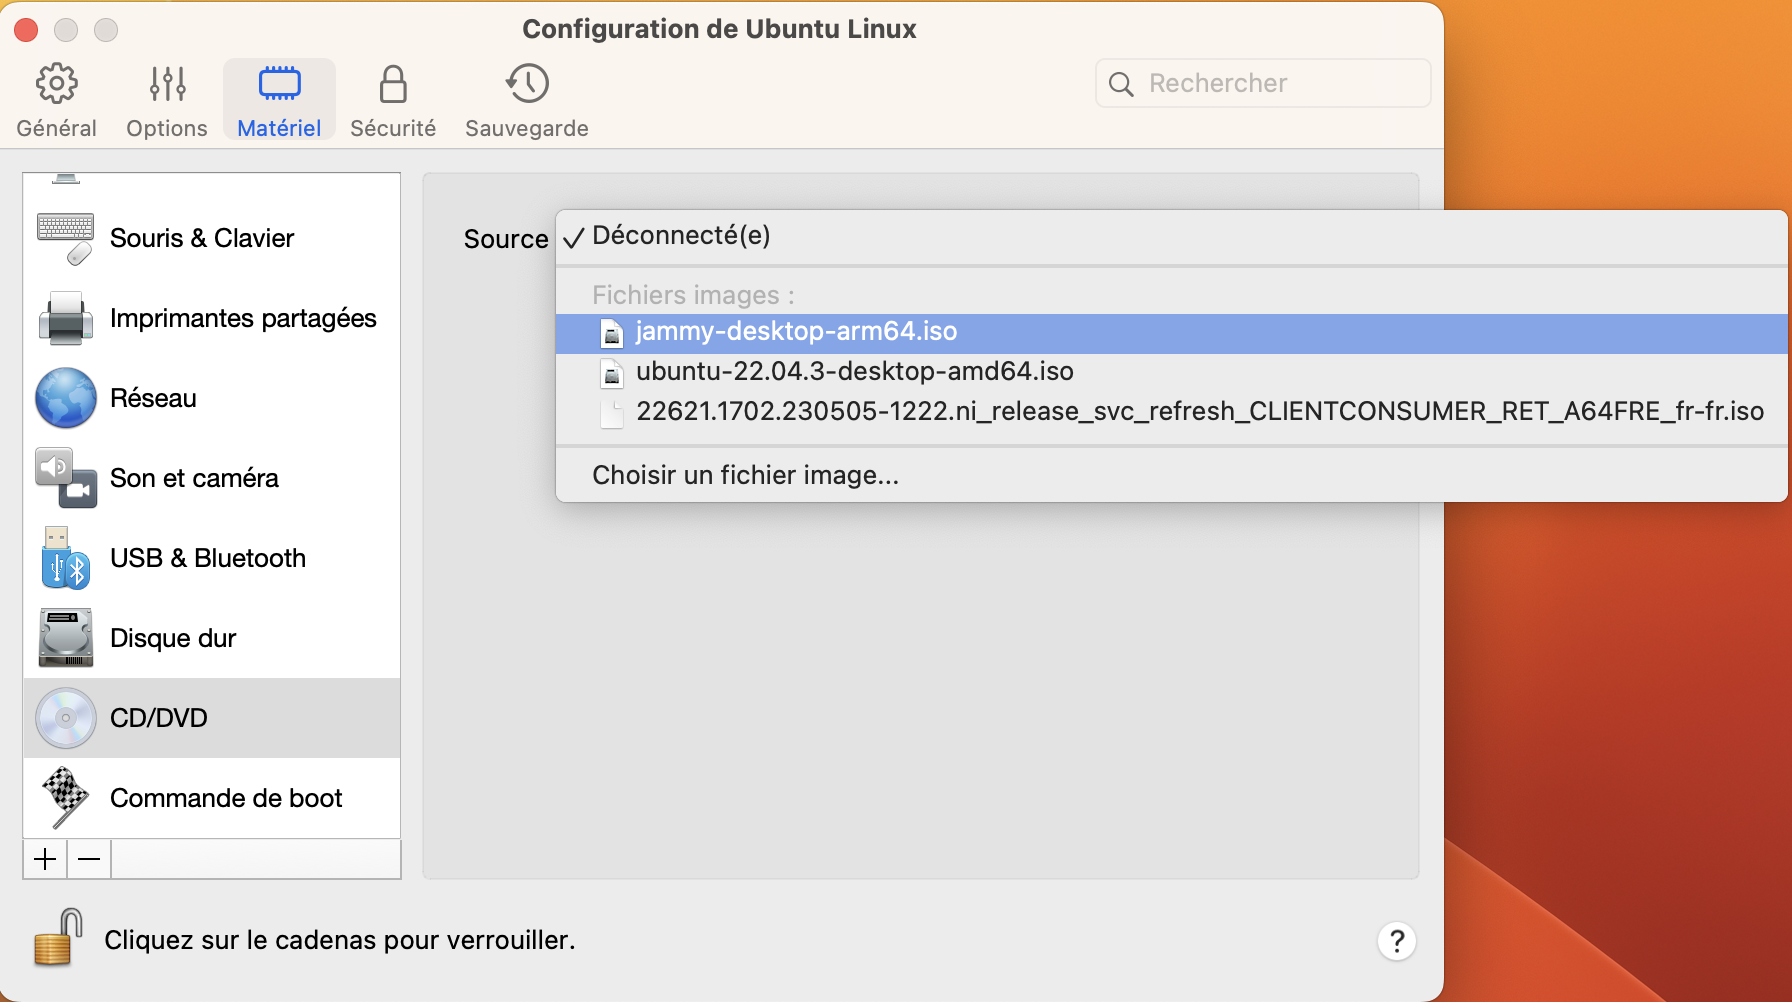 Configuration de Ubuntu Linux
Général Options Matériel Sécurité Sauvegarde
Rechercher
Souris & Clavier
Imprimantes partagées
Réseau
Son et caméra
USB & Bluetooth
Disque dur
CD/DVD
Commande de boot
Source
✓ Déconnecté(e)
Fichiers images :
jammy-desktop-arm64.iso
ubuntu-22.04.3-desktop-amd64.iso
22621.1702.230505-1222.ni_release_svc_refresh_CLIENTCONSUMER_RET_A64FRE_fr-fr.iso
Choisir un fichier image...
Cliquez sur le cadenas pour verrouiller.
?